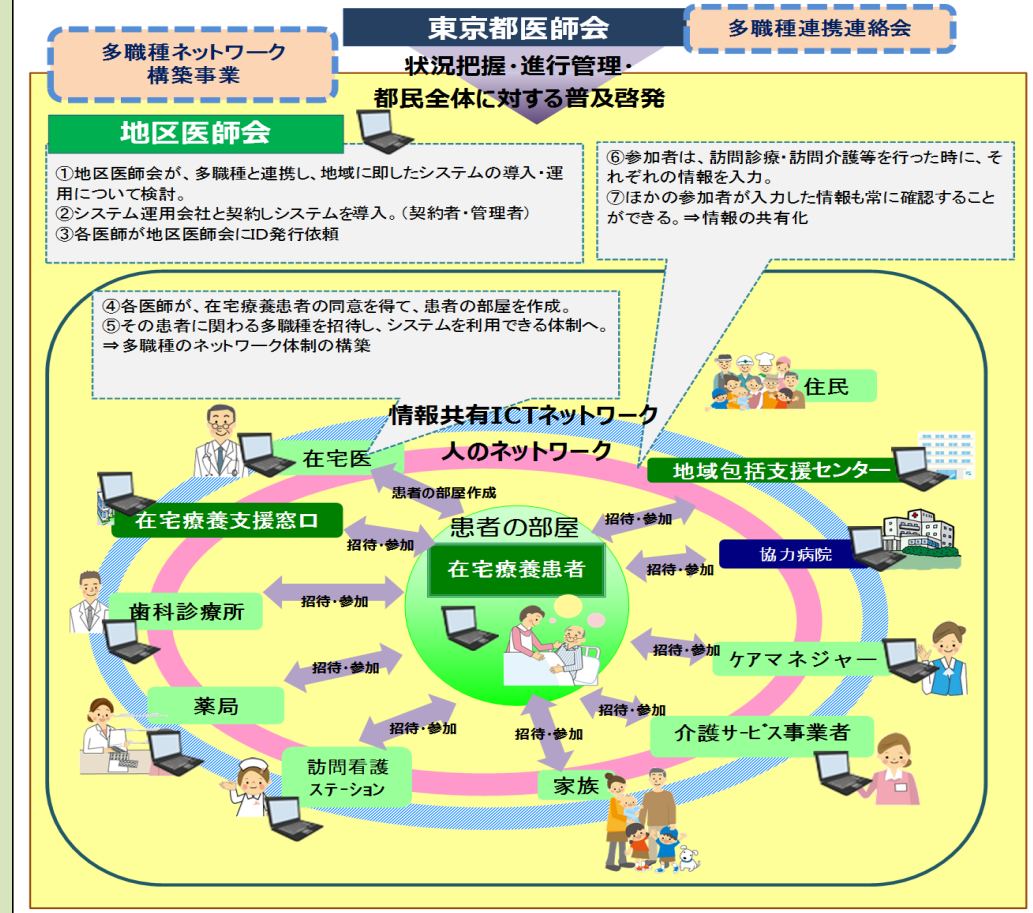 東京都医師会
多職種連携連絡会
多職種ネットワーク
構築事業
状況把握・進行管理・
都民全体に対する普及啓発
地区医師会
①地区医師会が、多職種と連携し、地域に即したシステムの導入・運
用について検討。
②システム運用会社と契約しシステムを導入。（契約者・管理者）
③各医師が地区医師会にID発行依頼
⑥参加者は、訪問診療・訪問介護等を行った時に、そ
れぞれの情報を入力。
⑦ほかの参加者が入力した情報も常に確認すること
ができる。⇒情報の共有化
④各医師が、在宅療養患者の同意を得て、患者の部屋を作成。
⑤その患者に関わる多職種を招待し、システムを利用できる体制へ。
⇒多職種のネットワーク体制の構築
住民
情報共有ICTネットワーク
人のネットワーク
在宅医
地域包括支援センター
患者の部屋作成
在宅療養支援窓口
患者の部屋
招待・参加
招待・参加
協力病院
在宅療養患者
招待・参加
歯科診療所
招待・参加
招待・参加
ケアマネジャー
招待・参加
薬局
招待・参加
招待・参加
招待・参加
介護サービス事業者
訪問看護
ステーション
家族